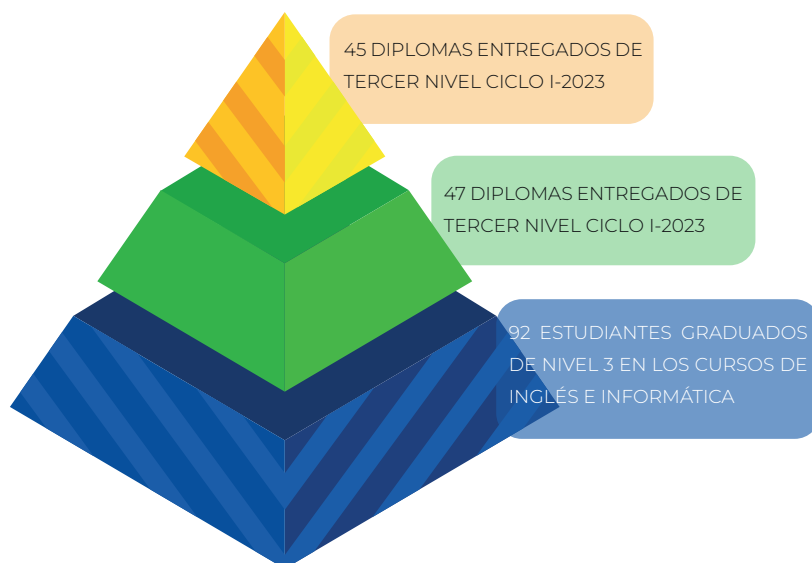 45 DIPLOMAS ENTREGADOS DE
TERCER NIVEL CICLO I-2023
47 DIPLOMAS ENTREGADOS DE
TERCER NIVEL CICLO I-2023
92 ESTUDIANTES GRADUADOS
DE NIVEL 3 EN LOS CURSOS DE
INGLÉS E INFORMÁTICA